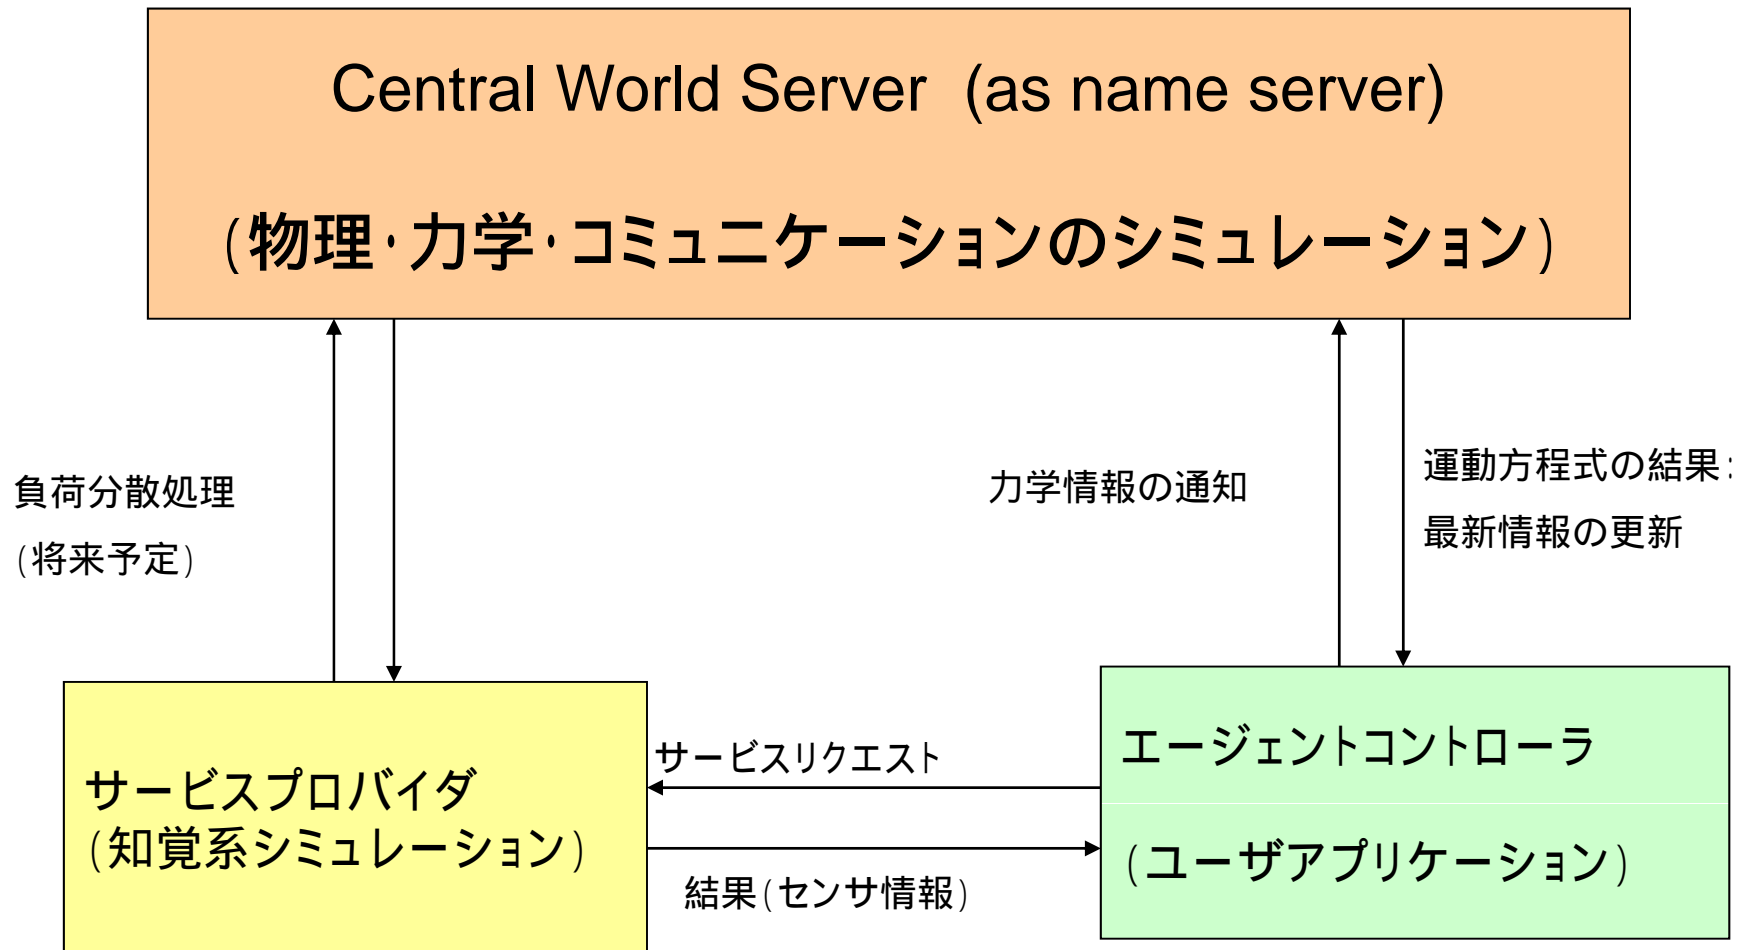 Central World Server (as name server)
(物理・力学・コミュニケーションのシミュレーション)
負荷分散処理
(将来予定)
力学情報の通知
運動方程式の結果:
最新情報の更新
サービスリクエスト
サービスプロバイダ
(知覚系シミュレーション)
エージェントコントローラ
(ユーザアプリケーション)
結果(センサ情報)